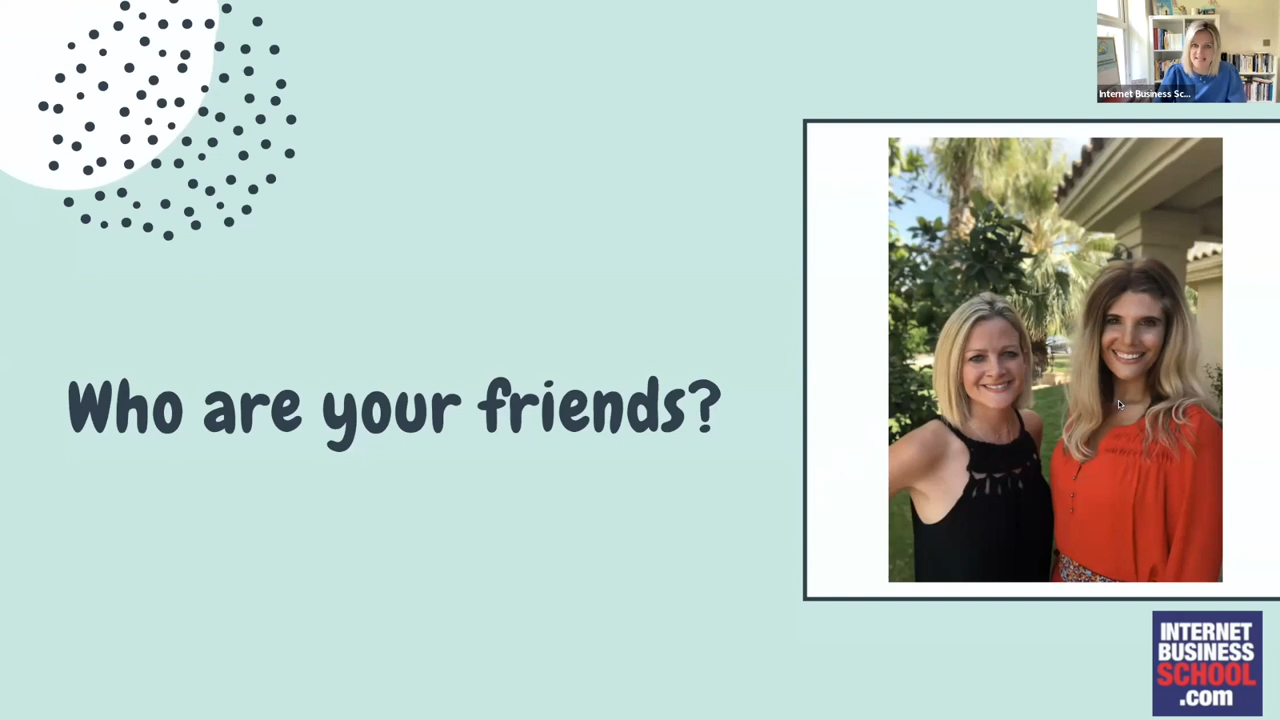 Internet Business Sc...
Who are your friends?
INTERNET
BUSINESS
SCHOOL
.com